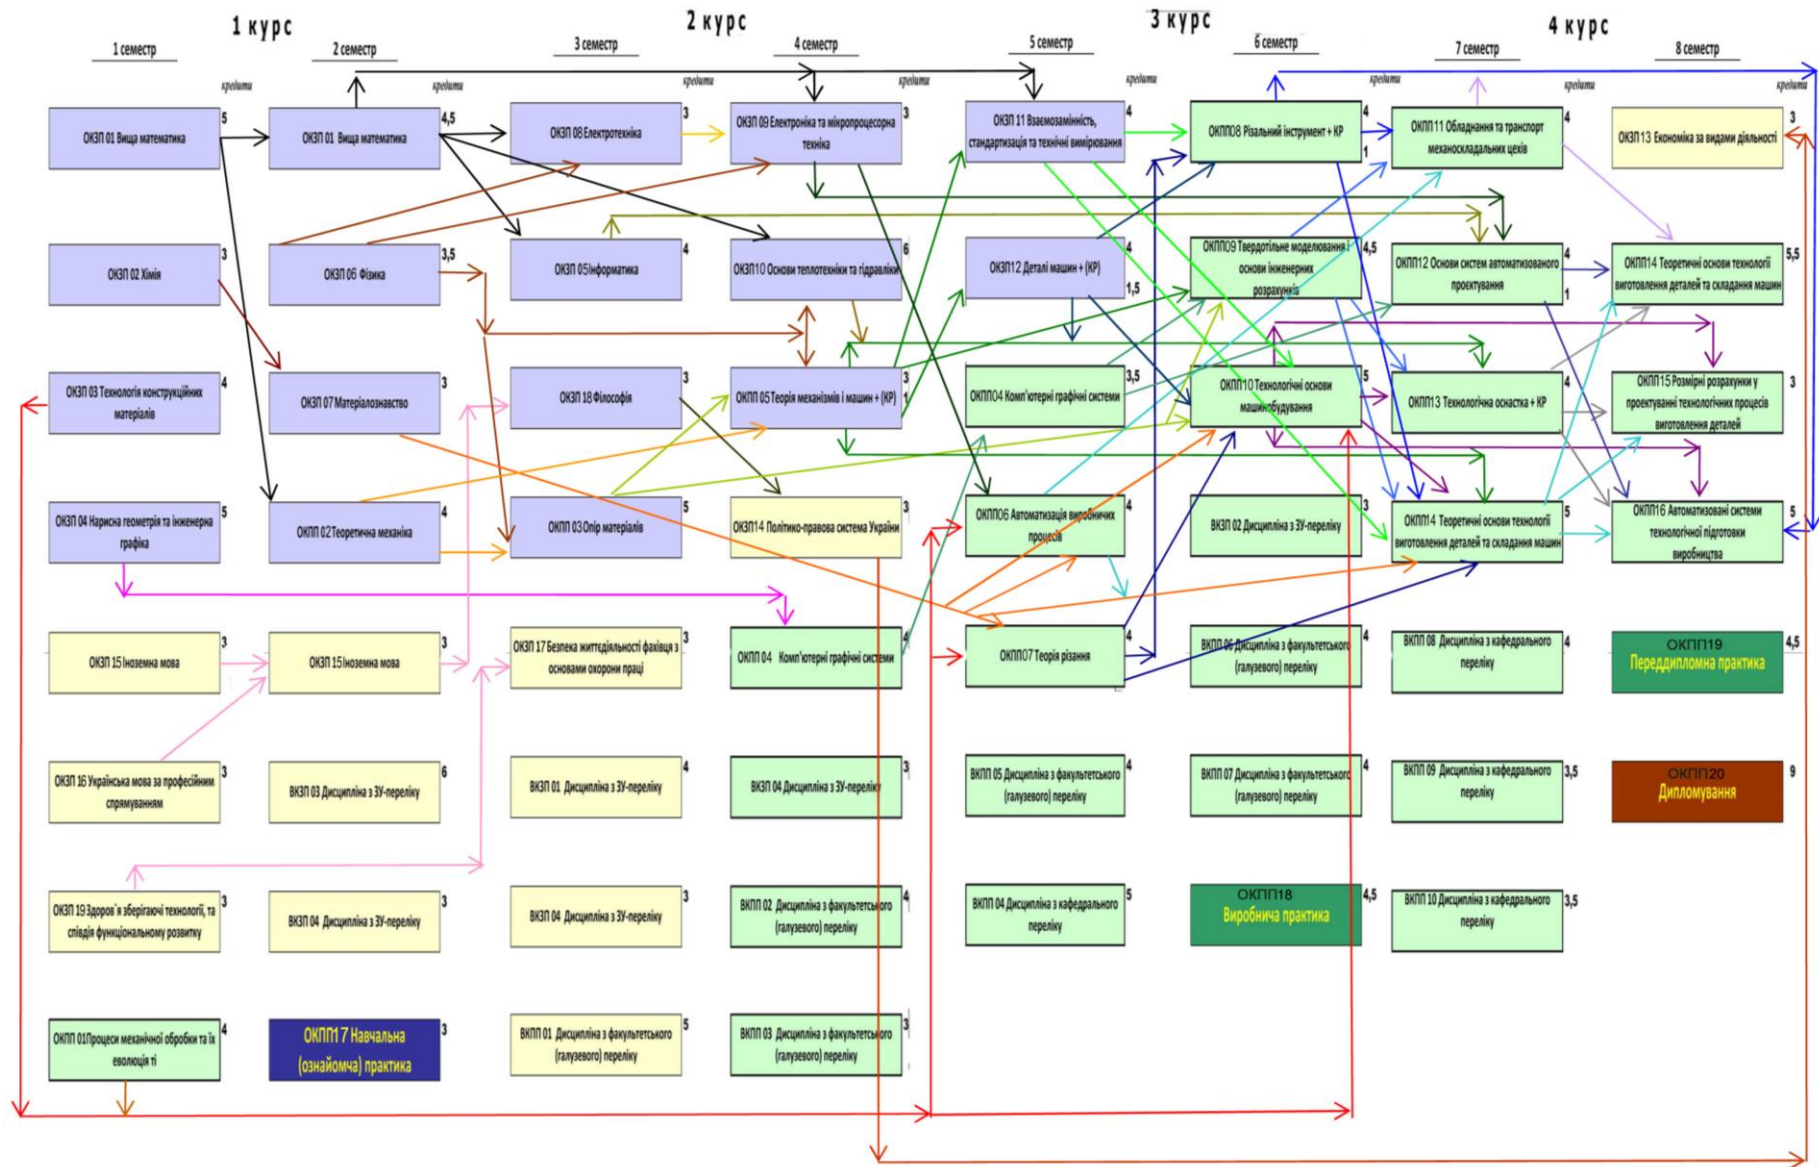 1 курс
2 курс
3 курс
4 курс
1 семестр
2 семестр
3 семестр
4 семестр
5 семестр
6 семестр
7 семестр
8 семестр
кредити
кредити
кредити
кредити
кредити
кредити
кредити
кредити
ОКЗП 01 Вища математика
5
ОКЗП 01 Вища математика
4,5
ОКЗП 08 Електротехніка
3
ОКЗП 09 Електроніка та мікропроцесорна
техніка
3
ОКЗП 11 Взаємозамінність,
стандартизація та технічні вимірювання
4
ОКПП08 Різальний інструмент + КР
4
1
ОКПП 11 Обладнання та транспорт
механоскладальних цехів
4
ОКЗП 13 Економіка за видами діяльності
3
ОКЗП 02 Хімія
3
ОКЗП 06 Фізика
3,5
ОКЗП 05 Інформатика
4
ОКЗП10 Основи теплотехніки та гідравліки
6
ОКЗП12 Деталі машин + (КР)
4
1,5
ОКПП09 Твердотільне моделювання і
основи інженерних
розрахунків
4,5
ОКПП12 Основи систем автоматизованого
проєктування
4
1
ОКПП14 Теоретичні основи технології
виготовлення деталей та складання машин
5,5
ОКЗП 03 Технологія конструкційних
матеріалів
4
ОКЗП 07 Матеріалознавство
3
ОКЗП 18 Філософія
3
ОКПП 05 Теорія механізмів і машин + (КР)
3
1
ОКПП04 Комп'ютерні графічні системи
3,5
ОКПП10 Технологічні основи
машинобудування
5
ОКПП13 Технологічна оснастка + КР
4
ОКПП15 Розмірні розрахунки у
проектуванні технологічних процесів
виготовлення деталей
3
ОКЗП 04 Нарисна геометрія та інженерна
графіка
5
ОКПП 02 Теоретична механіка
4
ОКПП 03 Опір матеріалів
5
ОКЗП14 Політико-правова система України
3
ОКПП06 Автоматизація виробничих
процесів
4
ВКЗП 02 Дисципліна з ЗУ-переліку
3
ОКПП14 Теоретичні основи технології
виготовлення деталей та складання машин
5
ОКПП16 Автоматизовані системи
технологічної підготовки
виробництва
5
ОКЗП 15 Іноземна мова
3
ОКЗП 15 Іноземна мова
3
ОКЗП 17 Безпека життєдіяльності фахівця з
основами охорони праці
3
ОКПП 04 Комп'ютерні графічні системи
4
ОКПП07 Теорія різання
4
ВКПП 06 Дисципліна з факультетського
(галузевого) переліку
4
ВКПП 08 Дисципліна з кафедрального
переліку
4
ОКПП19
Переддипломна практика
4,5
ОКЗП 16 Українська мова за професійним
спрямуванням
3
ВКЗП 03 Дисципліна з ЗУ-переліку
6
ВКЗП 01 Дисципліна з ЗУ-переліку
4
ВКЗП 04 Дисципліна з ЗУ-переліку
3
ВКПП 05 Дисципліна з факультетського
(галузевого) переліку
4
ВКПП 07 Дисципліна з факультетського
(галузевого) переліку
4
ВКПП 09 Дисципліна з кафедрального
переліку
3,5
ОКПП20
Дипломування
9
ОКЗП 19 Здоров`я зберігаючі технології, та
співдія функціональному розвитку
3
ВКЗП 04 Дисципліна з ЗУ-переліку
3
ВКЗП 04 Дисципліна з ЗУ-переліку
3
ВКПП 02 Дисципліна з факультетського
(галузевого) переліку
4
ВКПП 04 Дисципліна з кафедрального
переліку
5
ОКПП18
Виробнича практика
4,5
ВКПП 10 Дисципліна з кафедрального
переліку
3,5
ОКПП 01Процеси механічної обробки та їх
еволюція ті
4
ОКПП17 Навчальна
(ознайомча) практика
3
ВКПП 01 Дисципліна з факультетського
(галузевого) переліку
5
ВКПП 03 Дисципліна з факультетського
(галузевого) переліку
3